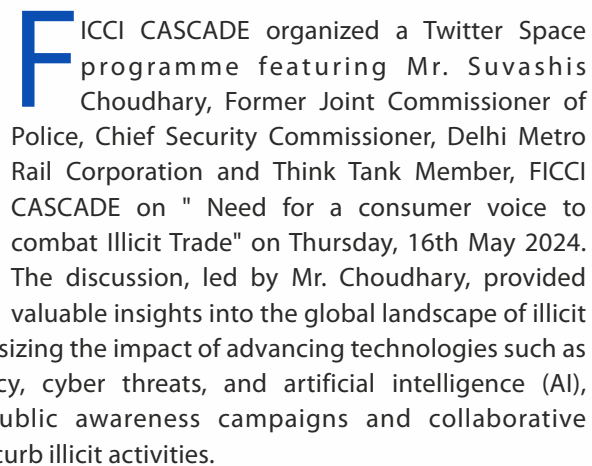 FICCI CASCADE organized a Twitter Space
programme featuring Mr. Suvashis
Choudhary, Former Joint Commissioner of
Police, Chief Security Commissioner, Delhi Metro
Rail Corporation and Think Tank Member, FICCI
CASCADE on " Need for a consumer voice to
combat Illicit Trade" on Thursday, 16th May 2024.
The discussion, led by Mr. Choudhary, provided
valuable insights into the global landscape of illicit
sizing the impact of advancing technologies such as
cy, cyber threats, and artificial intelligence (AI),
ublic awareness campaigns and collaborative
curb illicit activities.